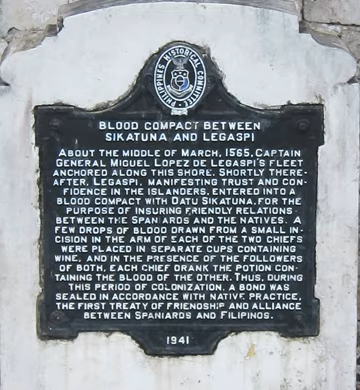 PHILIPPINES HISTORICAL COMMITTEE
BLOOD COMPACT BETWEEN
SIKATUNA AND LEGASPI
ABOUT THE MIDDLE OF MARCH, 1565, CAPTAIN
GENERAL MIGUEL LOPEZ DE LEGASPI'S FLEET
ANCHORED ALONG THIS SHORE. SHORTLY THERE-
AFTER, LEGASPI, MANIFESTING TRUST AND CON-
FIDENCE IN THE ISLANDERS, ENTERED INTO A
BLOOD COMPACT WITH DATU SIKATUNA, FOR THE
PURPOSE OF INSURING FRIENDLY RELATIONS
BETWEEN THE SPANIARDS AND THE NATIVES. A
FEW DROPS OF BLOOD DRAWN FROM A SMALL IN-
CISION IN THE ARM OF EACH OF THE TWO CHIEFS
WERE PLACED IN SEPARATE CUPS CONTAINING
WINE, AND IN THE PRESENCE OF THE FOLLOWERS
OF BOTH, EACH CHIEF DRANK THE POTION CON-
TAINING THE BLOOD OF THE OTHER. THUS, DURING
THIS PERIOD OF COLONIZATION, A BOND WAS
SEALED IN ACCORDANCE WITH NATIVE PRACTICE,
THE FIRST TREATY OF FRIENDSHIP AND ALLIANCE
BETWEEN SPANIARDS AND FILIPINOS.
1941